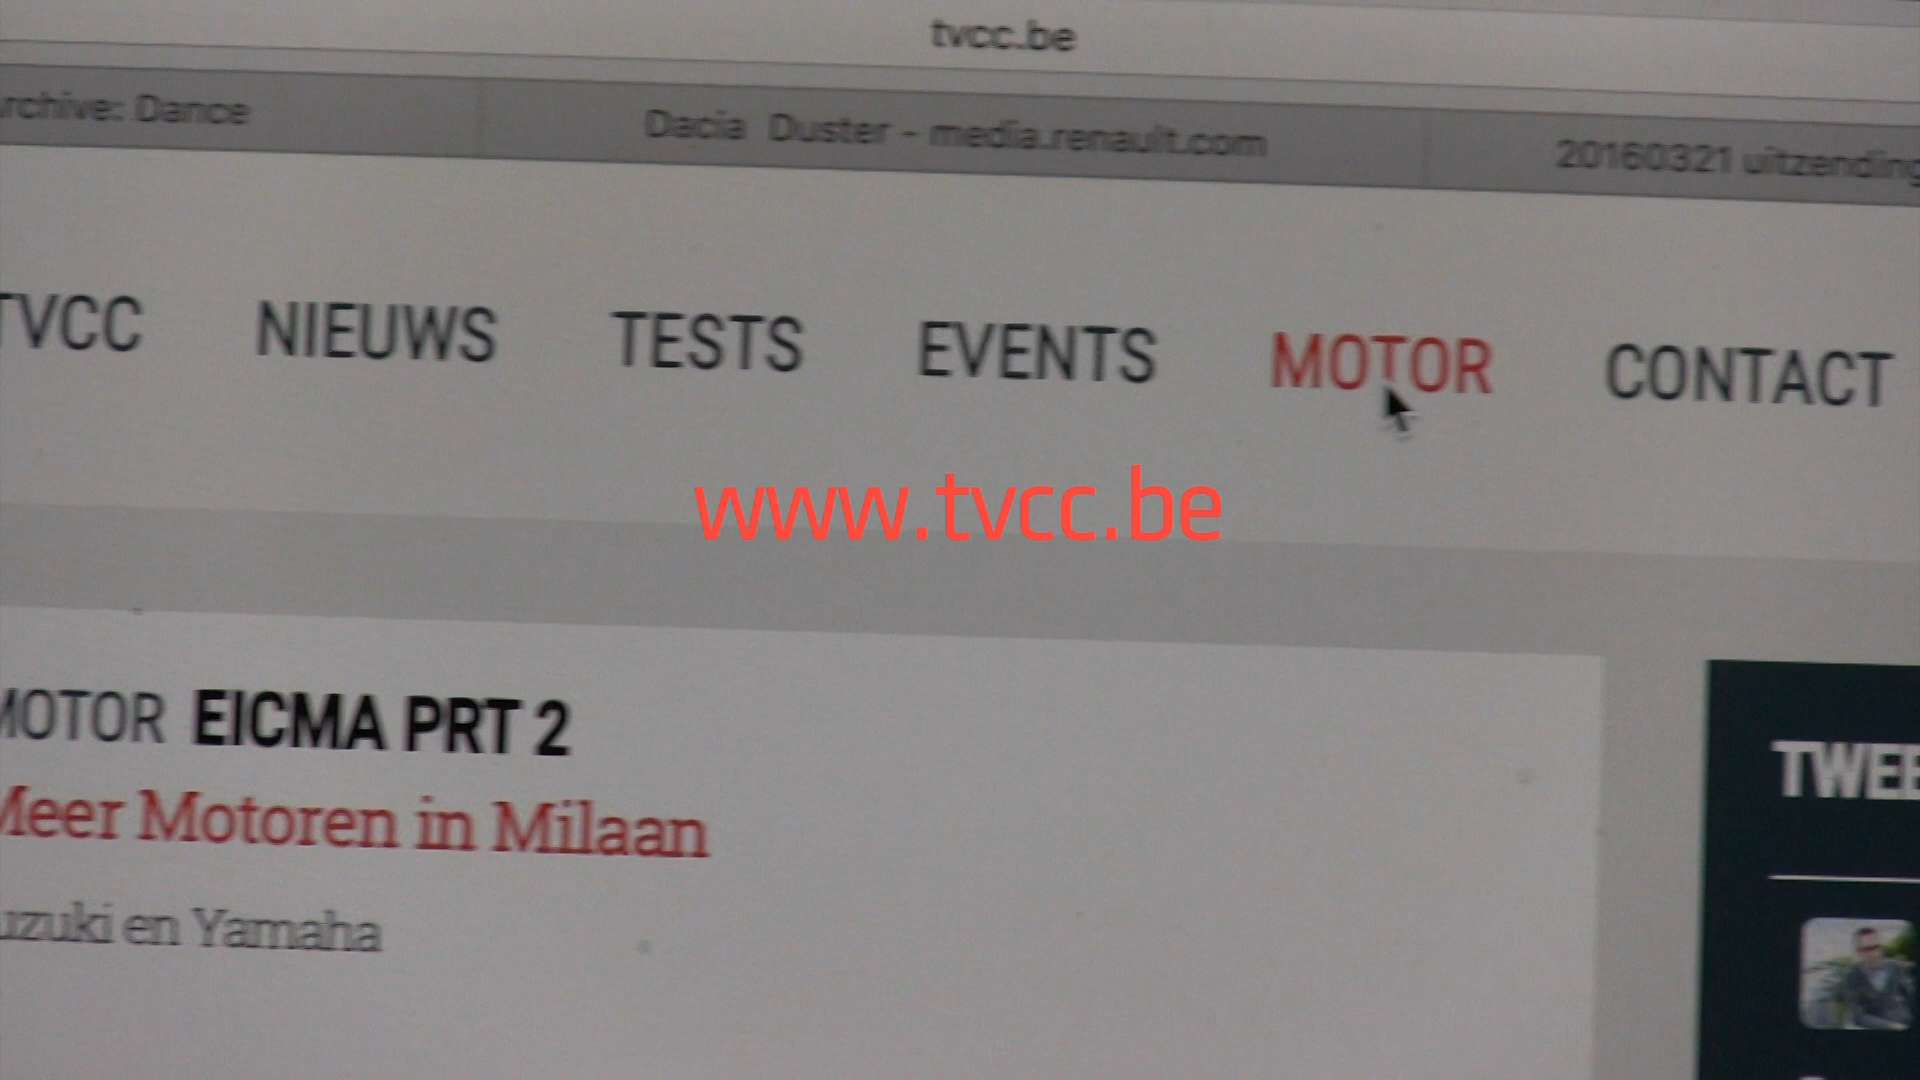 tvcc.be
rchive: Dance
Dacia Duster - media.renault.com
20160321 uitzending
TVCC NIEUWS TESTS EVENTS MOTOR CONTACT
www.tvcc.be
MOTOR EICMA PRT 2
Meer Motoren in Milaan
uzuki en Yamaha
TWEE